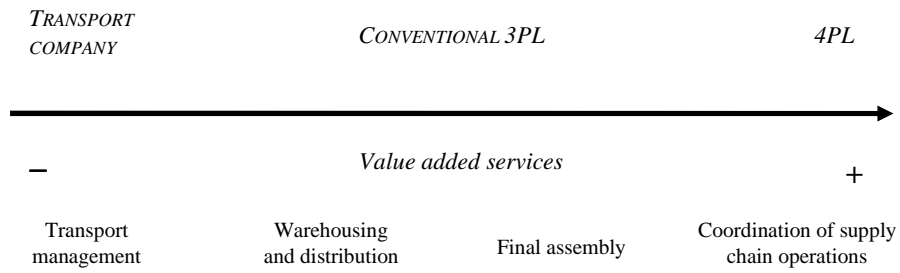 TRANSPORT
COMPANY
CONVENTIONAL 3PL
4PL
Value added services
–
+
Transport
management
Warehousing
and distribution
Final assembly
Coordination of supply
chain operations